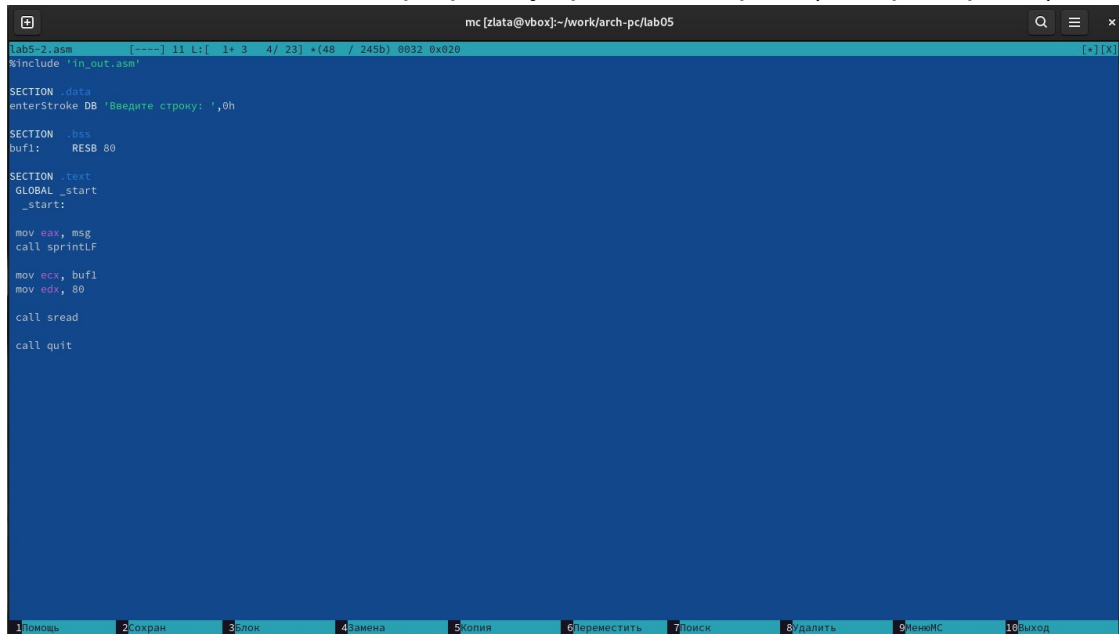 mc [zlata@vbox]:~/work/arch-pc/lab05
lab5-2.asm [----] 11 L:[ 1+ 3 4/ 23] *(48 / 245b) 0032 0x020 [*][X]
%include 'in_out.asm'
SECTION .data
enterStroke DB 'Введите строку: ',0h
SECTION .bss
buf1: RESB 80
SECTION .text
GLOBAL _start
_start:
mov eax, msg
call sprintLF
mov ecx, buf1
mov edx, 80
call sread
call quit
1Помощь 2Сохран 3Блок 4Замена 5Копия 6Переместить 7Поиск 8Удалить 9МенюMC 10Выход